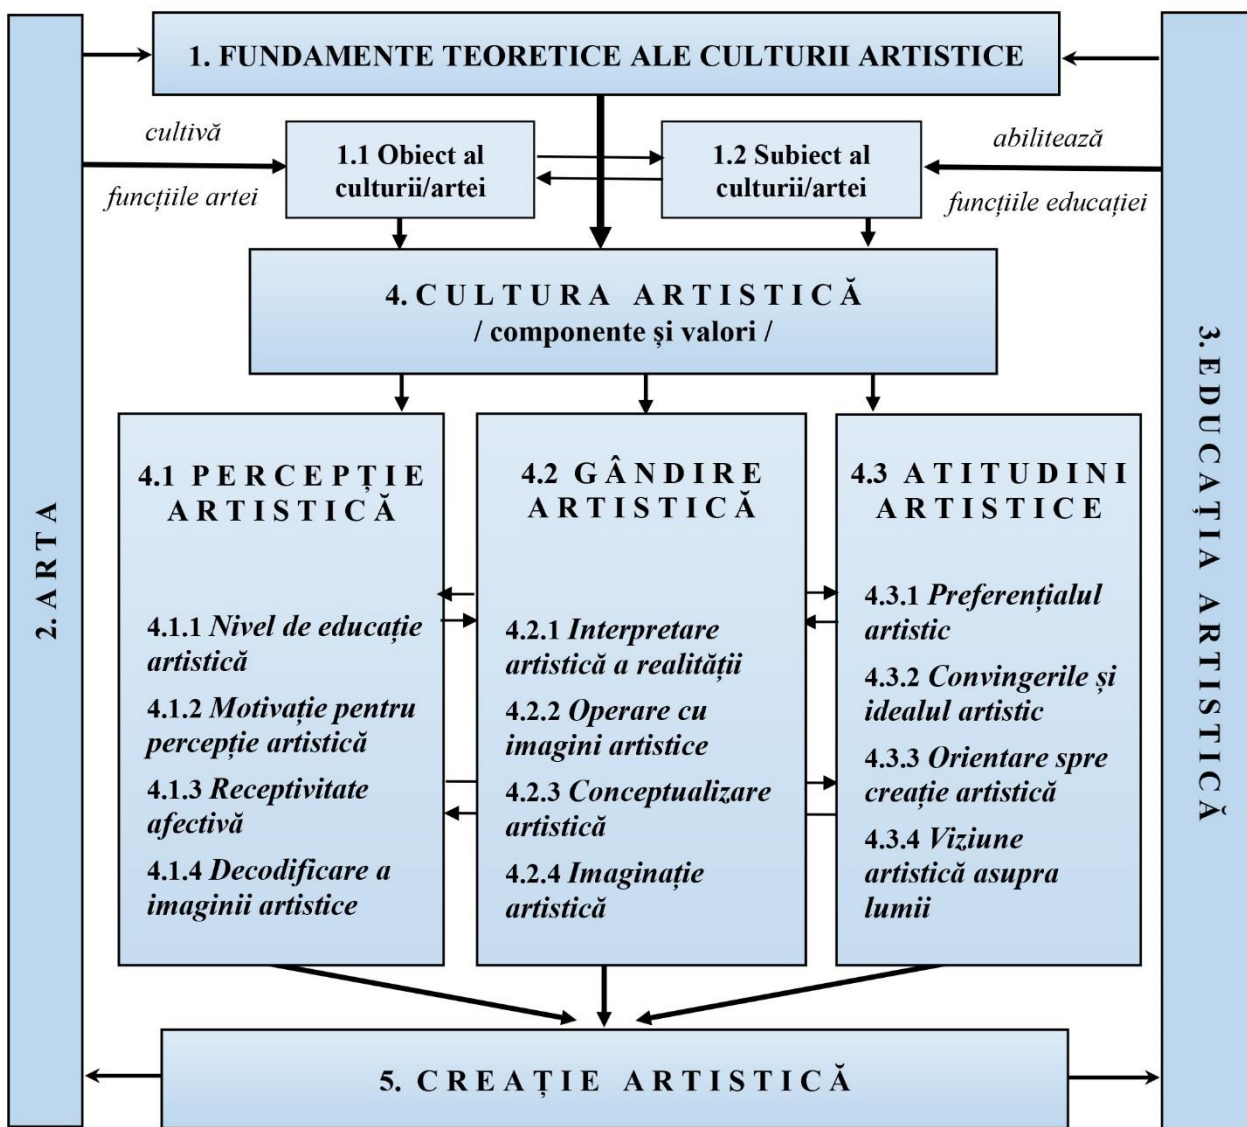 1. FUNDAMENTE TEORETICE ALE CULTURII ARTISTICE
cultivă
funcțiile artei
1.1 Obiect al
culturii/artei
1.2 Subiect al
culturii/artei
abilitează
funcțiile educației
2. ARTA
3. EDUCAȚIA ARTISTICĂ
4. CULTURA ARTISTICĂ
/ componente și valori /
4.1 PERCEPȚIE
ARTISTICĂ
4.1.1 Nivel de educație
artistică
4.1.2 Motivație pentru
percepție artistică
4.1.3 Receptivitate
afectivă
4.1.4 Decodificare a
imaginii artistice
4.2 GÂNDIRE
ARTISTICĂ
4.2.1 Interpretare
artistică a realității
4.2.2 Operare cu
imagini artistice
4.2.3 Conceptualizare
artistică
4.2.4 Imaginație
artistică
4.3 ATITUDINI
ARTISTICE
4.3.1 Preferențialul
artistic
4.3.2 Convingerile și
idealul artistic
4.3.3 Orientare spre
creație artistică
4.3.4 Viziune
artistică asupra
lumii
5. CREAȚIE ARTISTICĂ